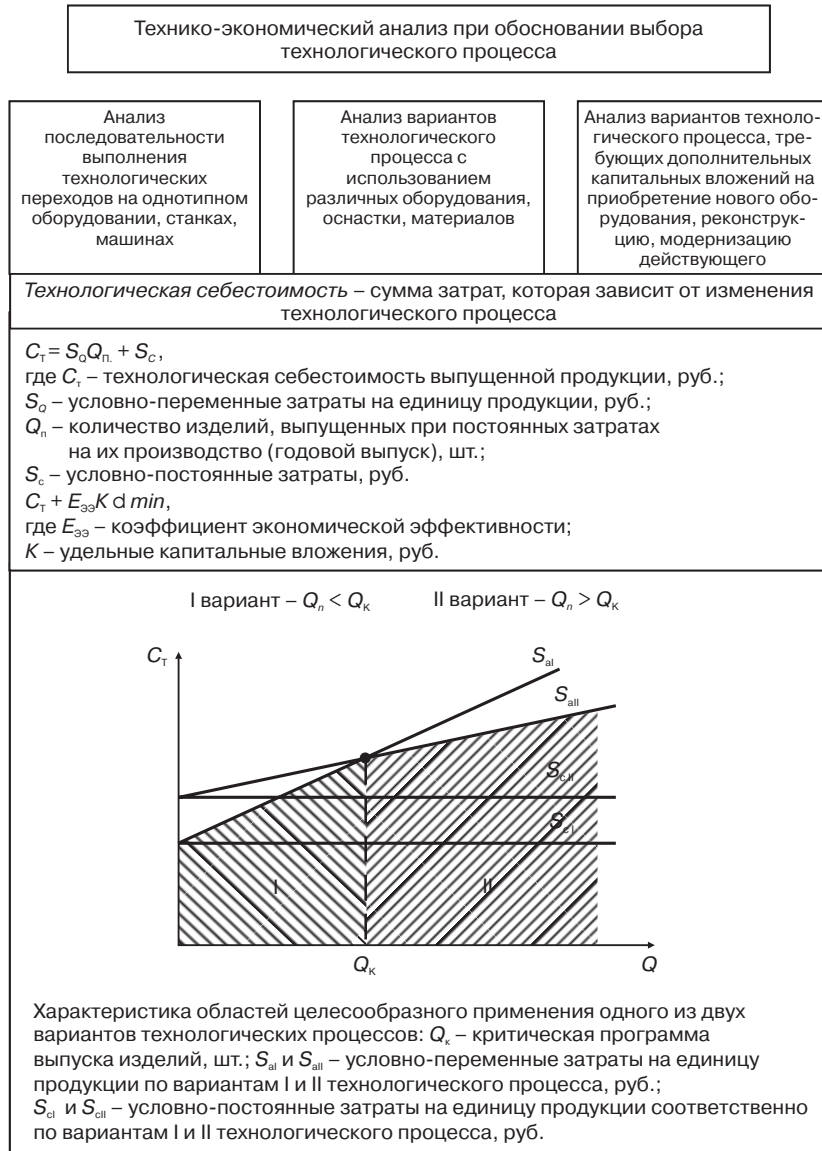 Технико-экономический анализ при обосновании выбора
технологического процесса
Анализ
последовательности
выполнения
технологических
переходов на однотипном
оборудовании, станках,
машинах
Анализ вариантов
технологического
процесса с
использованием
различных оборудования,
оснастки, материалов
Анализ вариантов техноло-
гического процесса, тре-
бующих дополнительных
капитальных вложений на
приобретение нового обо-
рудования, реконструк-
цию, модернизацию
действующего
Технологическая себестоимость – сумма затрат, которая зависит от изменения
технологического процесса
Cт = SQQп. + SC,
где Cт – технологическая себестоимость выпущенной продукции, руб.;
SQ – условно-переменные затраты на единицу продукции, руб.;
Qп – количество изделий, выпущенных при постоянных затратах
на их производство (годовой выпуск), шт.;
Sс – условно-постоянные затраты, руб.
Cт + EээK d min,
где Eээ – коэффициент экономической эффективности;
K – удельные капитальные вложения, руб.
I вариант – Qn < Qк II вариант – Qn > Qк
Cт
SaI
SaII
Sc II
Sc I
I
II
Qк
Q
Характеристика областей целесообразного применения одного из двух
вариантов технологических процессов: Qк – критическая программа
выпуска изделий, шт.; SaI и SaII – условно-переменные затраты на единицу
продукции по вариантам I и II технологического процесса, руб.;
ScI и ScII – условно-постоянные затраты на единицу продукции соответственно
по вариантам I и II технологического процесса, руб.